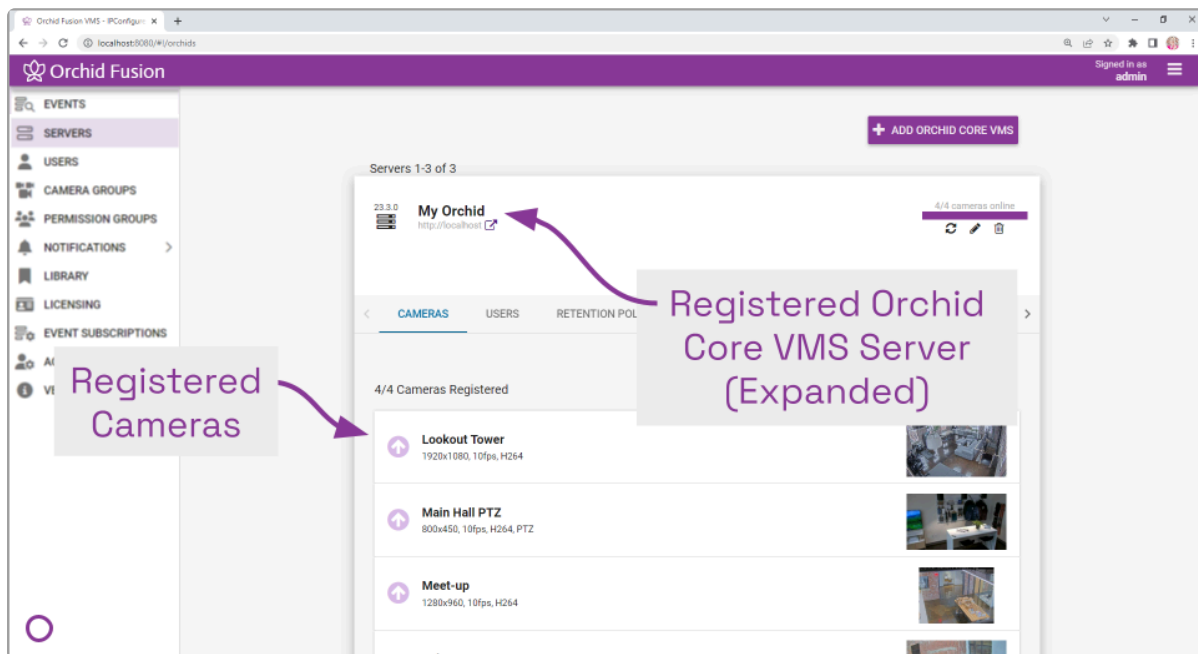 Orchid Fusion VMS - IPConfigur
localhost:8080/#!/orchids
Orchid Fusion
Signed in as
admin
EVENTS
SERVERS
USERS
CAMERA GROUPS
PERMISSION GROUPS
NOTIFICATIONS
LIBRARY
LICENSING
EVENT SUBSCRIPTIONS
ADD ORCHID CORE VMS
Servers 1-3 of 3
23.3.0
My Orchid
http://localhost
4/4 cameras online
CAMERAS USERS RETENTION POL
Registered Orchid
Core VMS Server
(Expanded)
Registered
Cameras
4/4 Cameras Registered
Lookout Tower
1920x1080, 10fps, H264
Main Hall PTZ
800x450, 10fps, H264, PTZ
Meet-up
1280x960, 10fps, H264